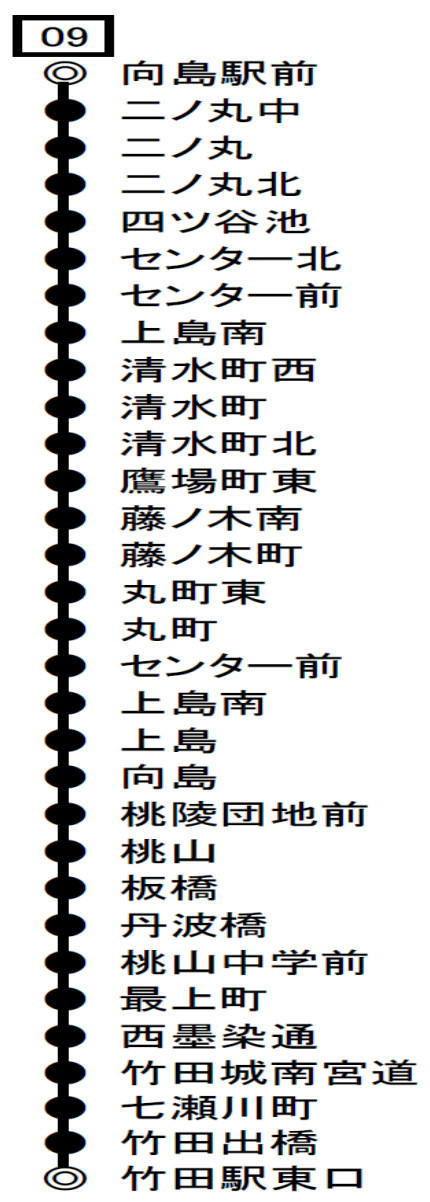 09
向島駅前
二ノ丸中
二ノ丸
二ノ丸北
四ツ谷池
センター北
センター前
上島南
清水町西
清水町
清水町北
鷹場町東
藤ノ木南
藤ノ木町
丸町東
丸町
センター前
上島南
上島
向島
桃陵団地前
桃山
板橋
丹波橋
桃山中学前
最上町
西墨染通
竹田城南宮道
七瀬川町
竹田出橋
竹田駅東口